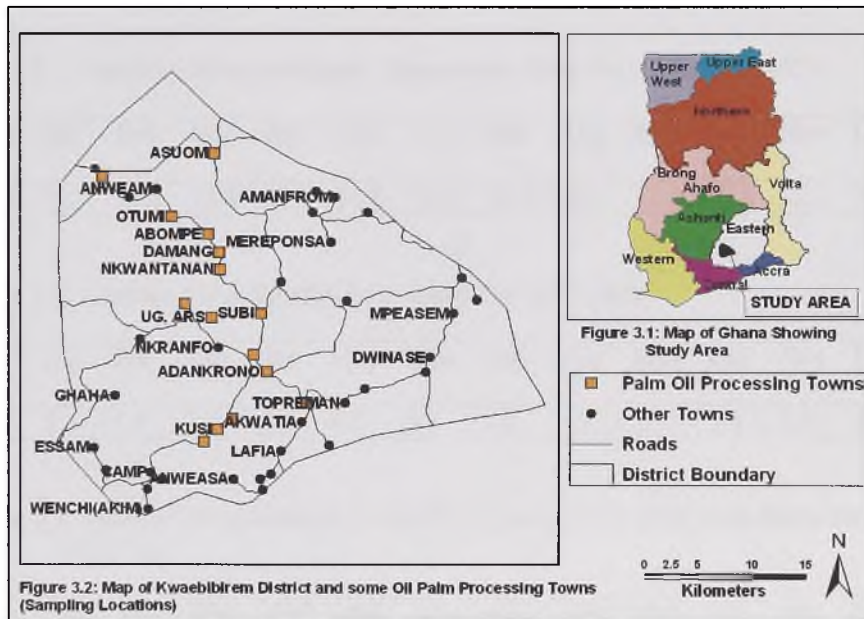 ASUOM
ANWEAM
AMANFROM
OTUMI
ABOMPE
DAMANG
MEREPONSA
NKWANTANAN
UG. ARS
SUBI
MPEASEM
NKRANFO
DWINASE
ADANKRONO
GHAHA
TOPREMAN
KUSI
AKWATIA
ESSAM
LAFIA
CAMP
ANWEASA
WENCHI(AKIM)
Figure 3.2: Map of Kwaebibirem District and some Oil Palm Processing Towns
(Sampling Locations)
Upper West
Upper East
Northern
Brong
Ahafo
Volta
Ashanti
Eastern
Western
Accra
Central
STUDY AREA
Figure 3.1: Map of Ghana Showing
Study Area
Palm Oil Processing Towns
Other Towns
Roads
District Boundary
N
0 2.5 5 10 15
Kilometers